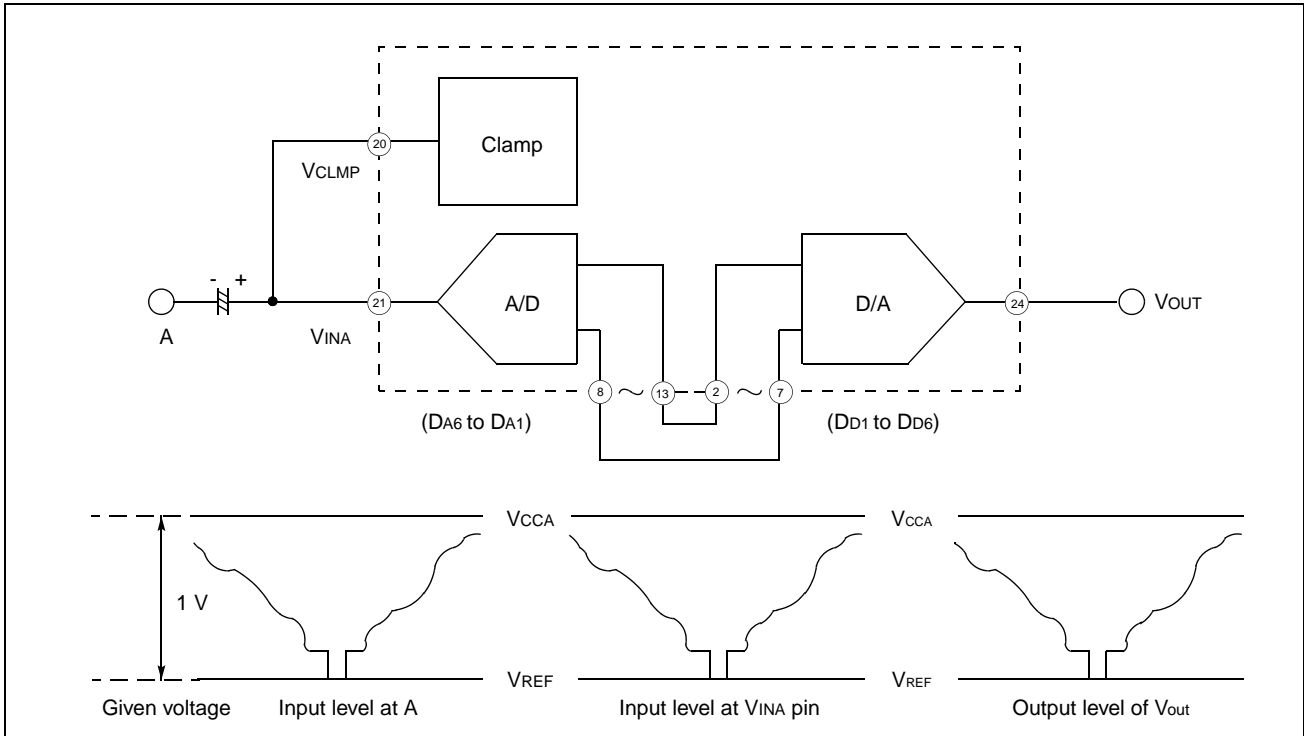 Clamp
20
VCLMP
- +
A
VINA
21
A/D
D/A
24
VOUT
8 ~ 13 2 ~ 7
(DA6 to DA1)
(DD1 to DD6)
VCCA
VCCA
1 V
VREF
VREF
Given voltage
Input level at A
Input level at VINA pin
Output level of Vout